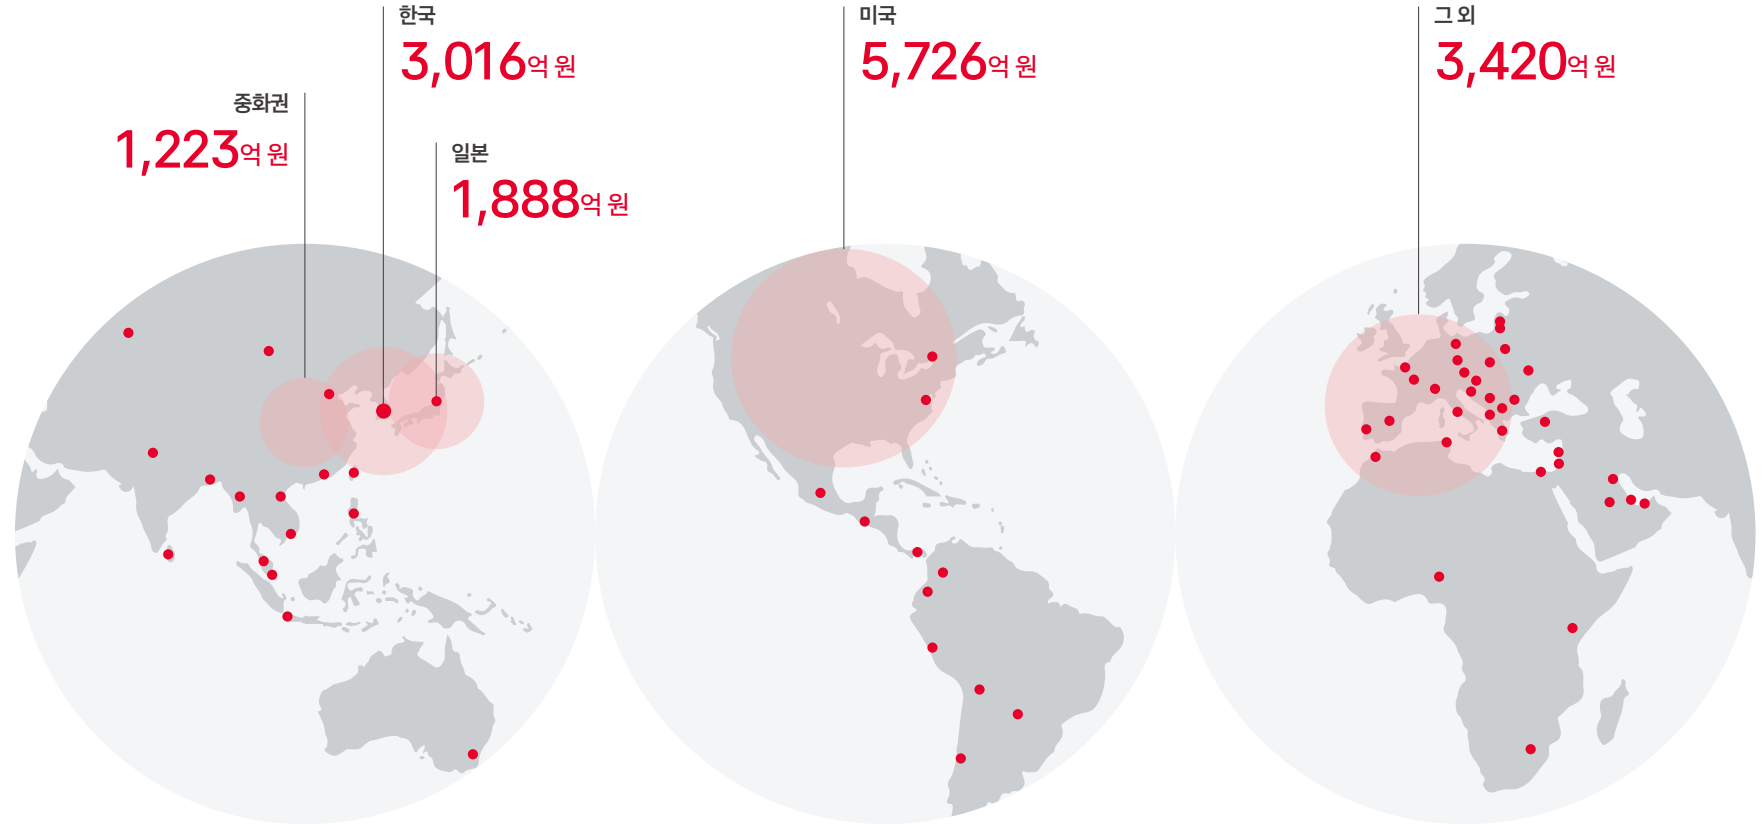 한국
3,016억 원
중화권
1,223억 원
일본
1,888억 원
미국
5,726억 원
그 외
3,420억 원